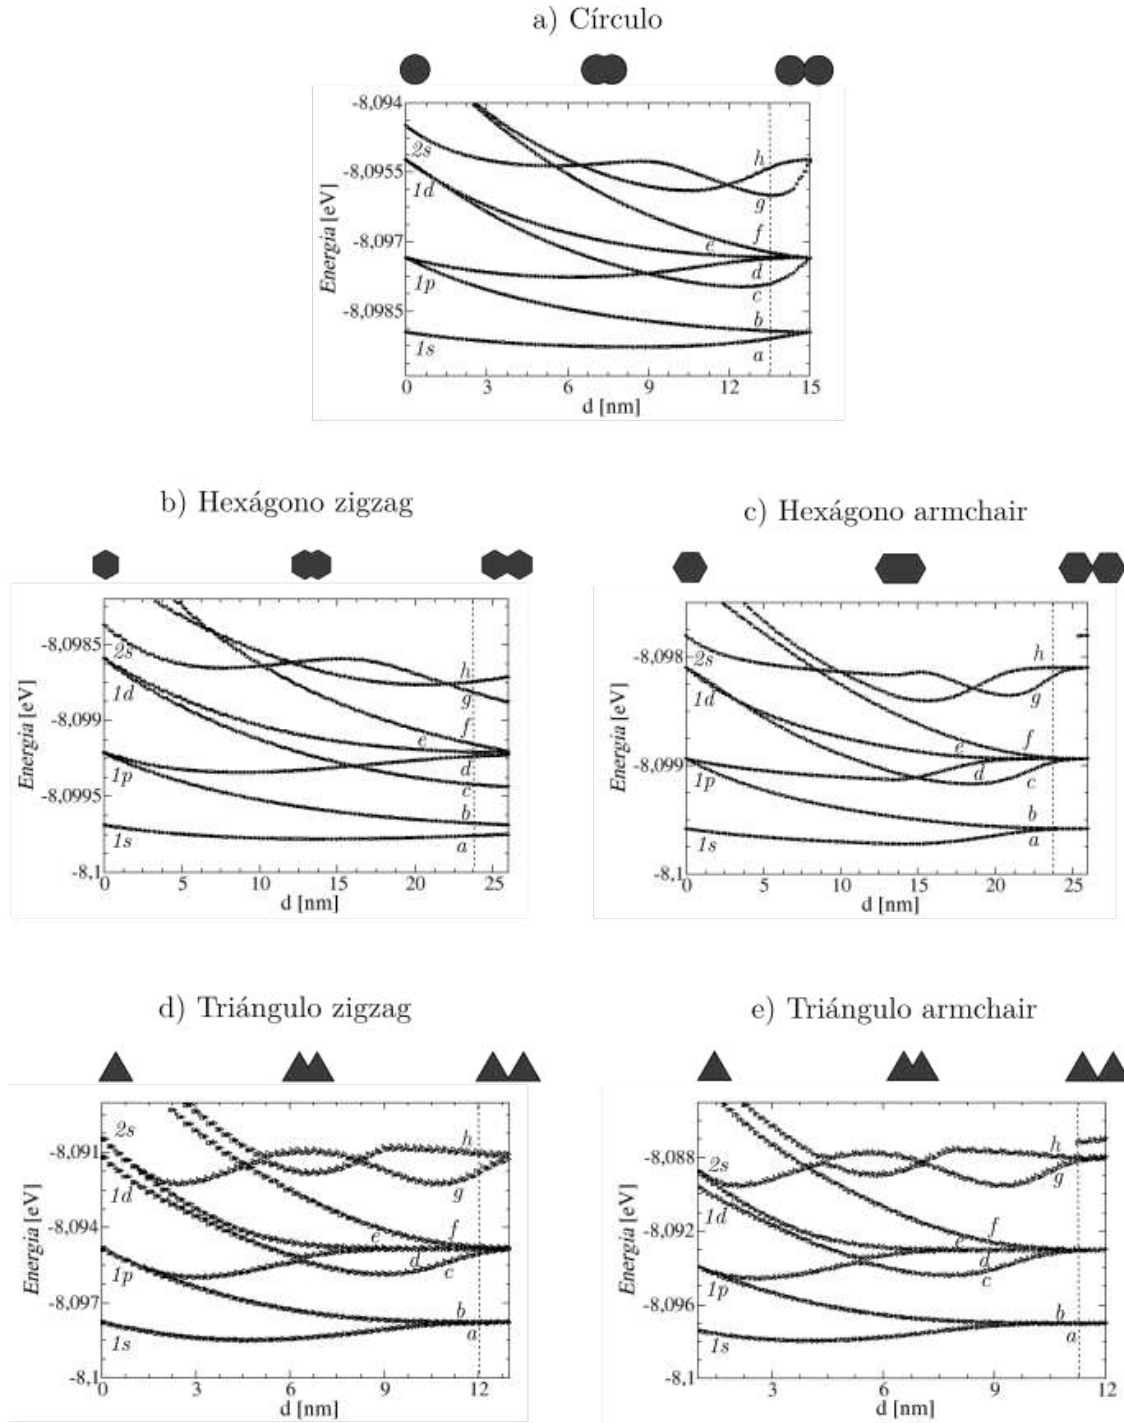 a) Círculo
-8,094
-8,0955
-8,097
-8,0985
Energia [eV]
2s
1d
1p
1s
h
g
f
e
d
c
b
a
0 3 6 9 12 15
d [nm]
b) Hexágono zigzag
-8,0985
-8,099
-8,0995
-8,1
Energia [eV]
2s
1d
1p
1s
h
g
f
e
d
c
b
a
0 5 10 15 20 25
d [nm]
c) Hexágono armchair
-8,098
-8,099
-8,1
Energia [eV]
2s
1d
1p
1s
h
g
f
e
d
c
b
a
0 5 10 15 20 25
d [nm]
d) Triángulo zigzag
-8,091
-8,094
-8,097
-8,1
Energia [eV]
2s
1d
1p
1s
h
g
f
e
d
c
b
a
0 3 6 9 12
d [nm]
e) Triángulo armchair
-8,088
-8,092
-8,096
-8,1
Energia [eV]
2s
1d
1p
1s
h
g
f
e
d
c
b
a
3 6 9 12
d [nm]